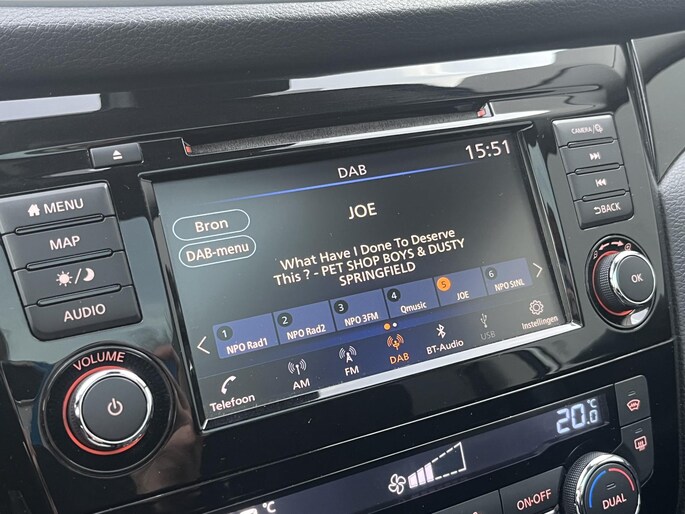 15:51
DAB
CAMERA/
MENU
Bron
JOE
MAP
DAB-menu
What Have I Done To Deserve
This ? - PET SHOP BOYS & DUSTY
SPRINGFIELD
BACK
AUDIO
OK
1 NPO Rad1
2 NPO Rad2
3 NPO 3FM
4 Qmusic
5 JOE
6 NPO StNL
VOLUME
Telefoon
AM
FM
DAB
BT-Audio
USB
Instellingen
20.0°C
°C
ON·OFF
DUAL